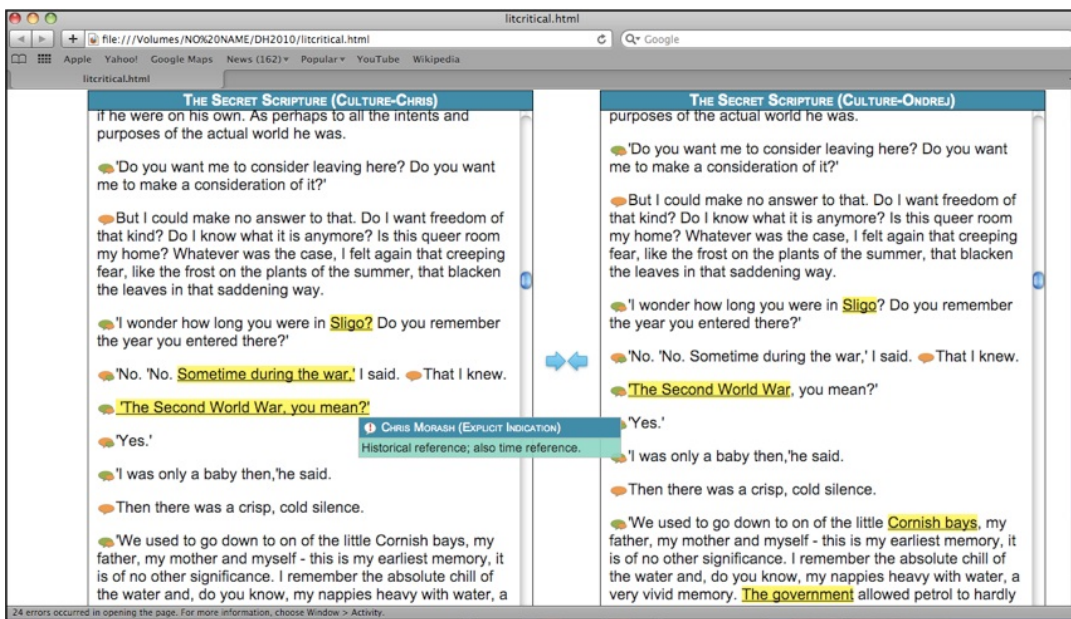 litcritical.html
file:///Volumes/NO%20NAME/DH2010/litcritical.html
Google
Apple Yahoo! Google Maps News (162) Popular YouTube Wikipedia
litcritical.html
The Secret Scripture (Culture-Chris)
if he were on his own. As perhaps to all the intents and
purposes of the actual world he was.
'Do you want me to consider leaving here? Do you want
me to make a consideration of it?'
But I could make no answer to that. Do I want freedom of
that kind? Do I know what it is anymore? Is this queer room
my home? Whatever was the case, I felt again that creeping
fear, like the frost on the plants of the summer, that blacken
the leaves in that saddening way.
'I wonder how long you were in Sligo? Do you remember
the year you entered there?'
'No. 'No. Sometime during the war,' I said. That I knew.
'The Second World War, you mean?'
Chris Morash (Explicit Indication)
Historical reference; also time reference.
'Yes.'
'I was only a baby then,'he said.
Then there was a crisp, cold silence.
'We used to go down to on of the little Cornish bays, my
father, my mother and myself - this is my earliest memory, it
is of no other significance. I remember the absolute chill of
the water and, do you know, my nappies heavy with water, a
The Secret Scripture (Culture-Ondrej)
purposes of the actual world he was.
'Do you want me to consider leaving here? Do you want
me to make a consideration of it?'
But I could make no answer to that. Do I want freedom of
that kind? Do I know what it is anymore? Is this queer room
my home? Whatever was the case, I felt again that creeping
fear, like the frost on the plants of the summer, that blacken
the leaves in that saddening way.
'I wonder how long you were in Sligo? Do you remember
the year you entered there?'
'No. 'No. Sometime during the war,' I said. That I knew.
'The Second World War, you mean?'
'Yes.'
'I was only a baby then,'he said.
Then there was a crisp, cold silence.
'We used to go down to on of the little Cornish bays, my
father, my mother and myself - this is my earliest memory, it
is of no other significance. I remember the absolute chill of
the water and, do you know, my nappies heavy with water, a
very vivid memory. The government allowed petrol to hardly
24 errors occurred in opening the page. For more information, choose Window > Activity.